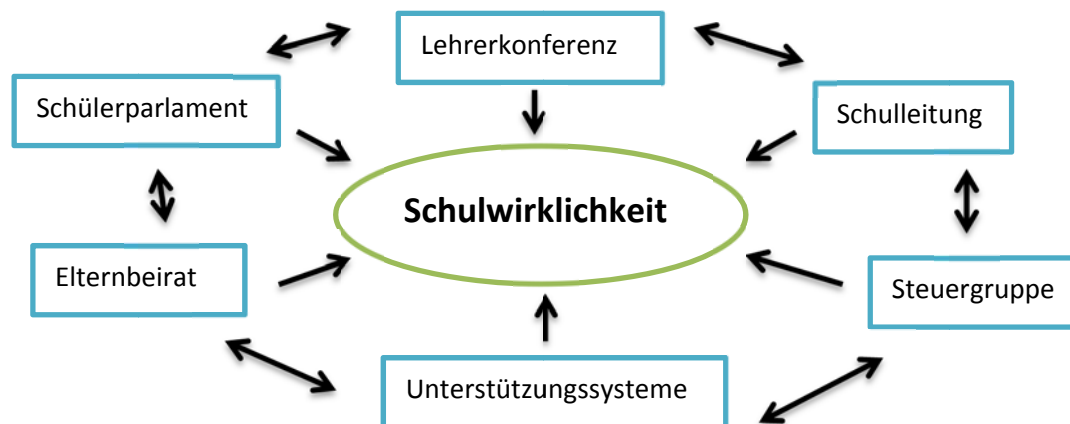 Lehrerkonferenz
Schülerparlament
Schulleitung
Schulwirklichkeit
Elternbeirat
Steuergruppe
Unterstützungssysteme